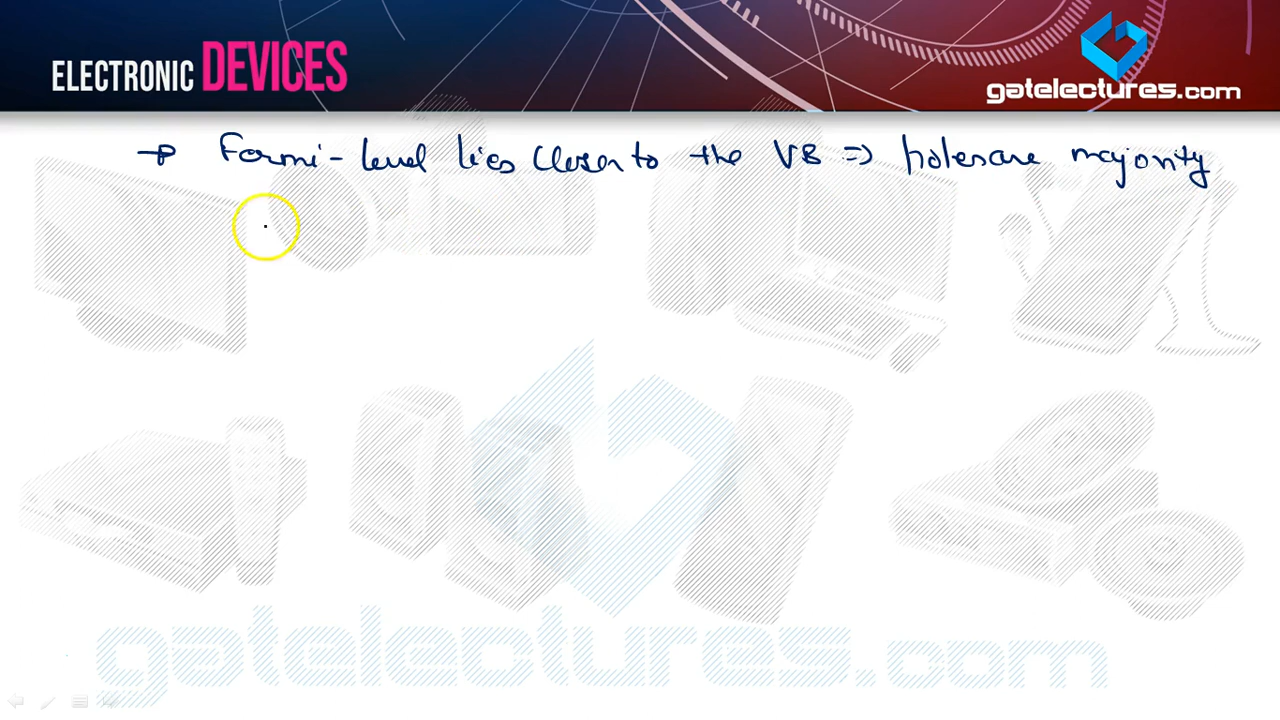 ELECTRONIC DEVICES
gatelectures.com
→ Fermi-level lies closer to the VB ⇒ holes are majority
gatelectures.com